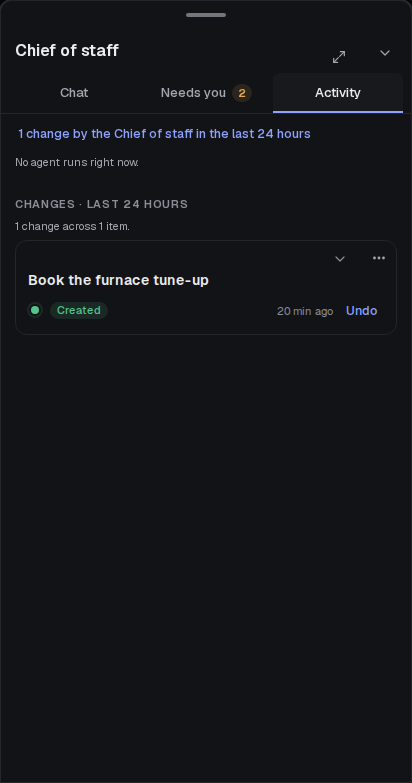 Chief of staff
Chat
Needs you 2
Activity
1 change by the Chief of staff in the last 24 hours
No agent runs right now.
CHANGES · LAST 24 HOURS
1 change across 1 item.
Book the furnace tune-up
Created
20 min ago
Undo